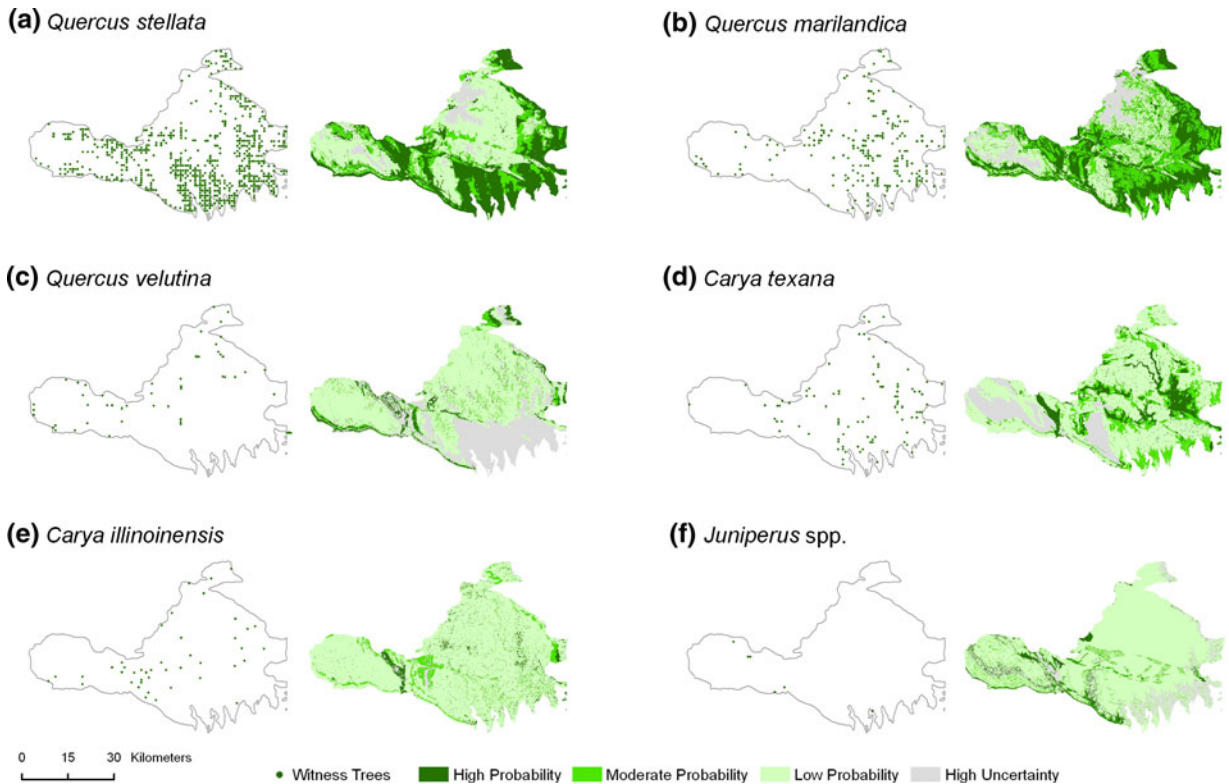 (a) Quercus stellata
(b) Quercus marilandica
(c) Quercus velutina
(d) Carya texana
(e) Carya illinoinensis
(f) Juniperus spp.
0 15 30 Kilometers
Witness Trees High Probability Moderate Probability Low Probability High Uncertainty